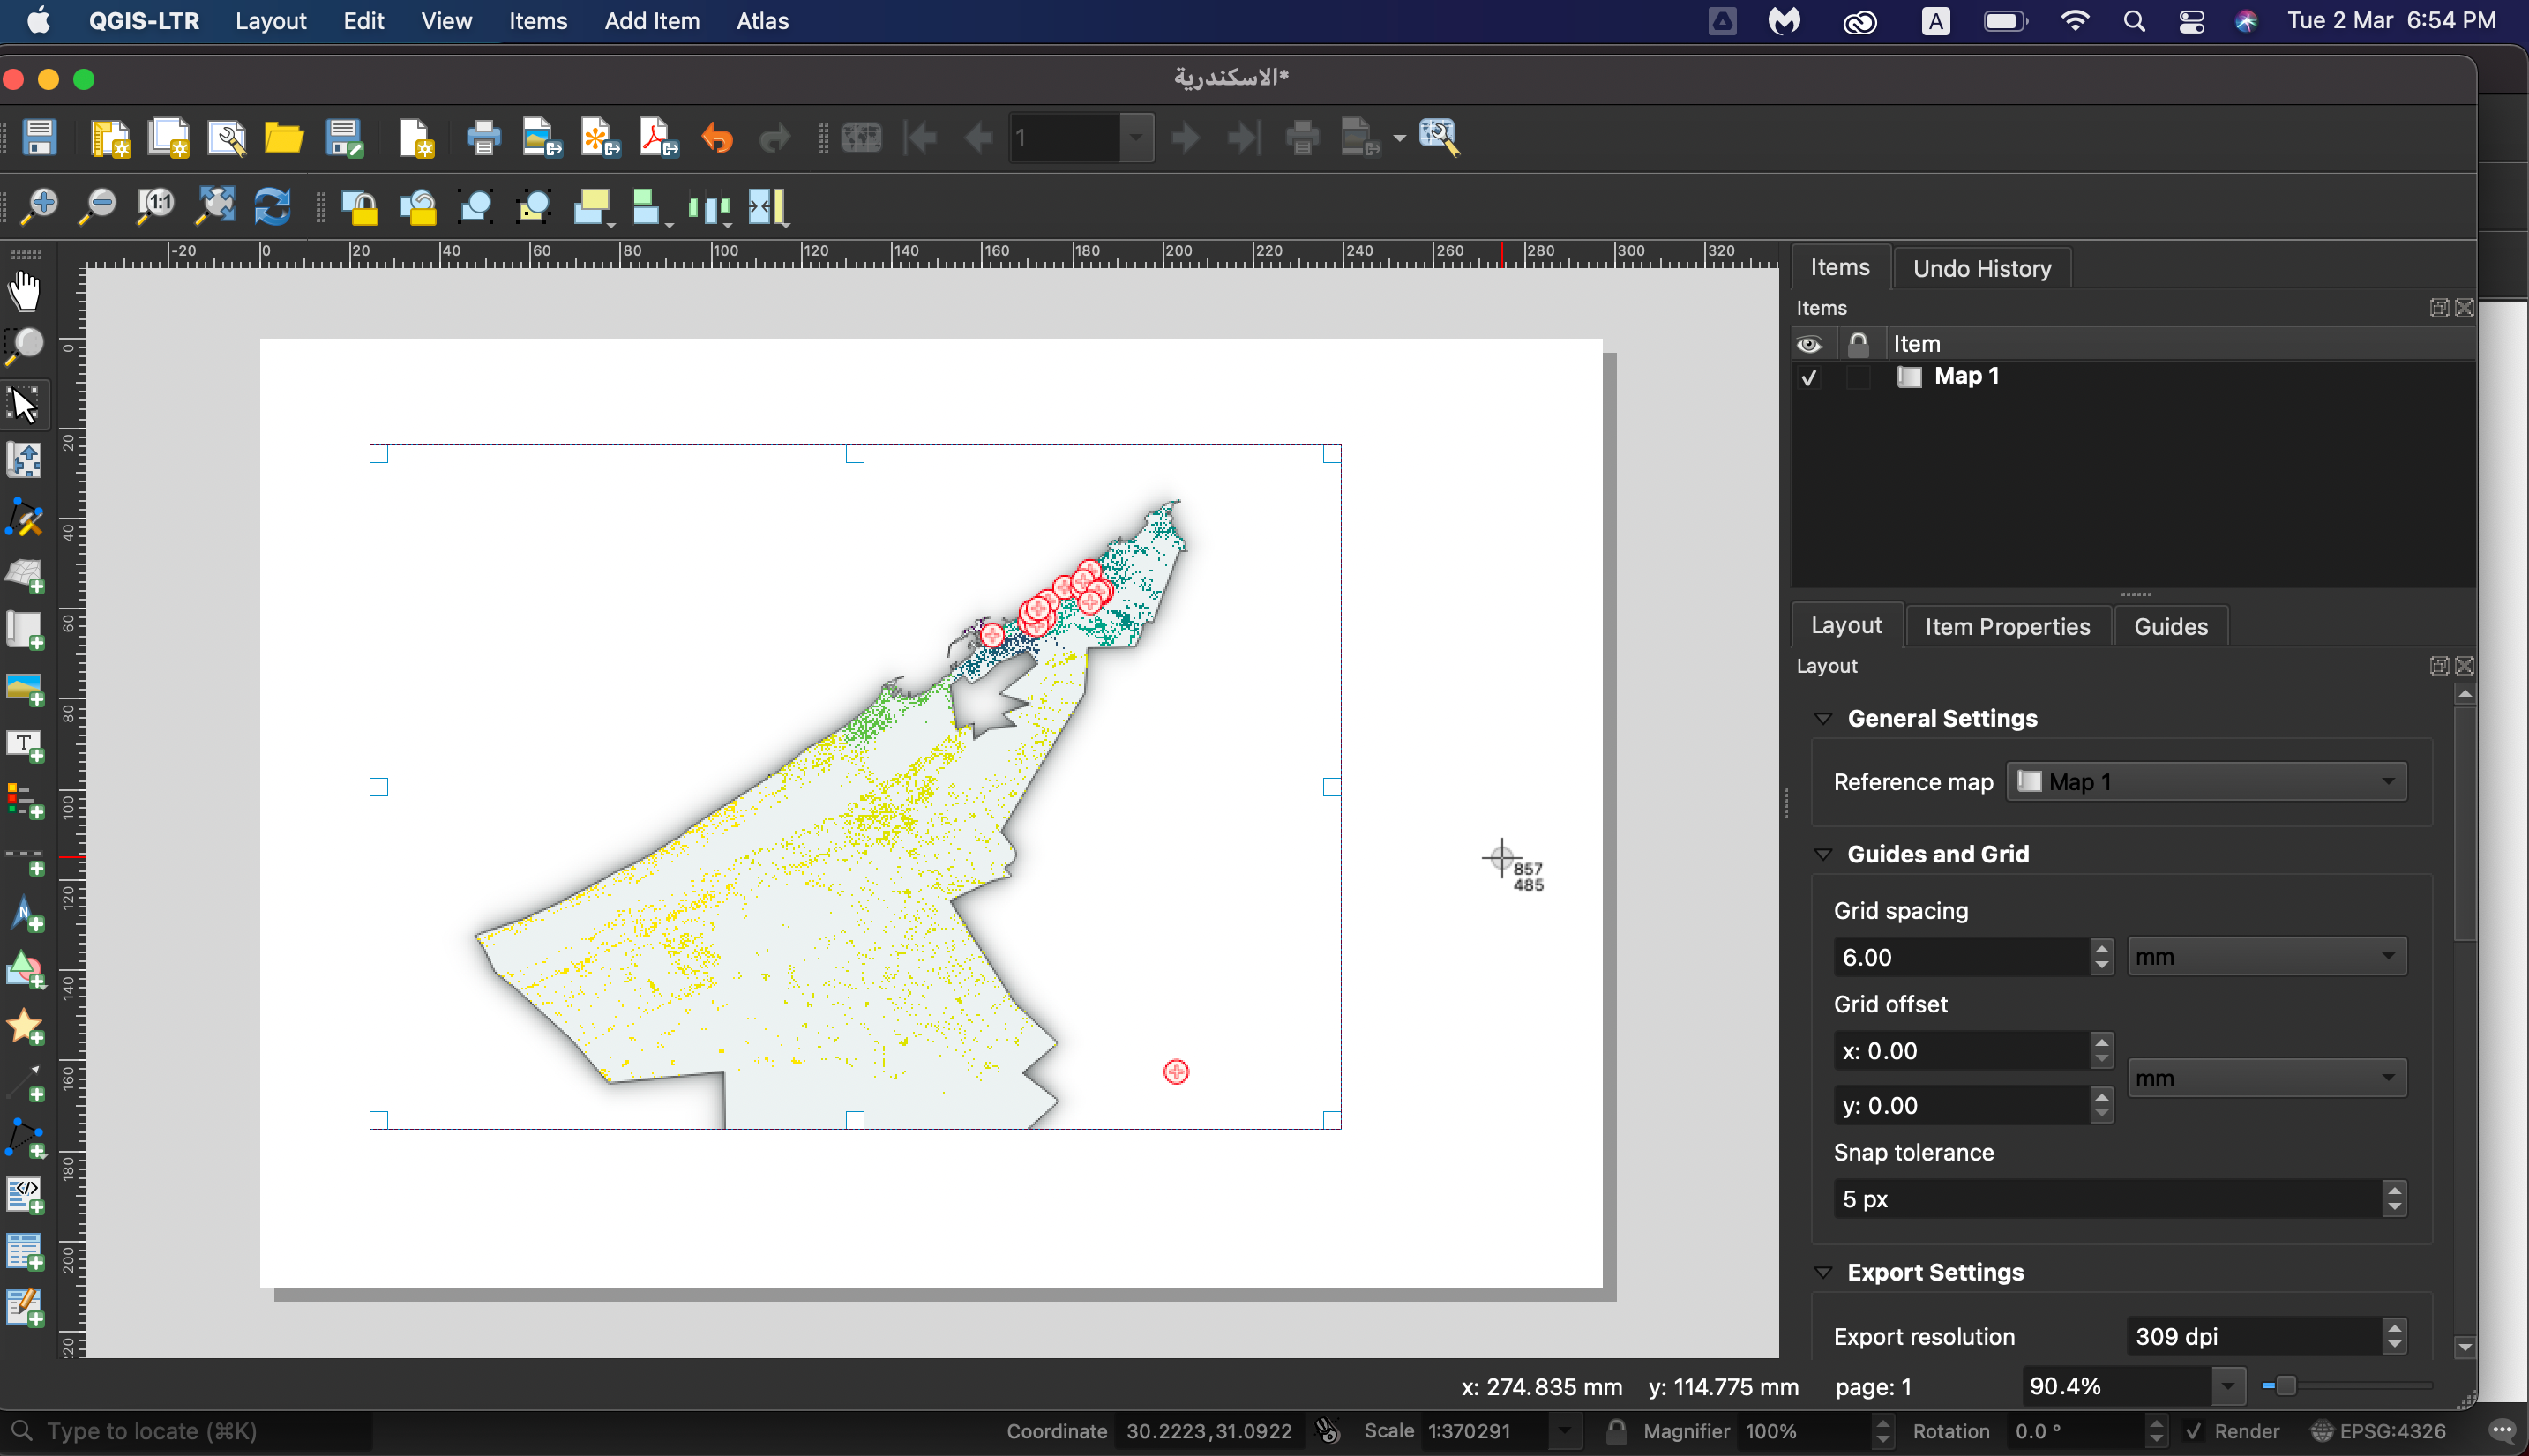 QGIS-LTR Layout Edit View Items Add Item Atlas A Tue 2 Mar 6:54 PM
*الاسكندرية
1
1:1
-20 0 20 40 60 80 100 120 140 160 180 200 220 240 260 280 300 320
0
20
40
60
80
100
120
140
160
180
200
220
T
N
857
485
Items Undo History
Items
Item
Map 1
Layout Item Properties Guides
Layout
General Settings
Reference map Map 1
Guides and Grid
Grid spacing
6.00 mm
Grid offset
x: 0.00
mm
y: 0.00
Snap tolerance
5 px
Export Settings
Export resolution 309 dpi
x: 274.835 mm y: 114.775 mm page: 1 90.4%
Type to locate (⌘K) Coordinate 30.2223,31.0922 Scale 1:370291 Magnifier 100% Rotation 0.0 ° Render EPSG:4326